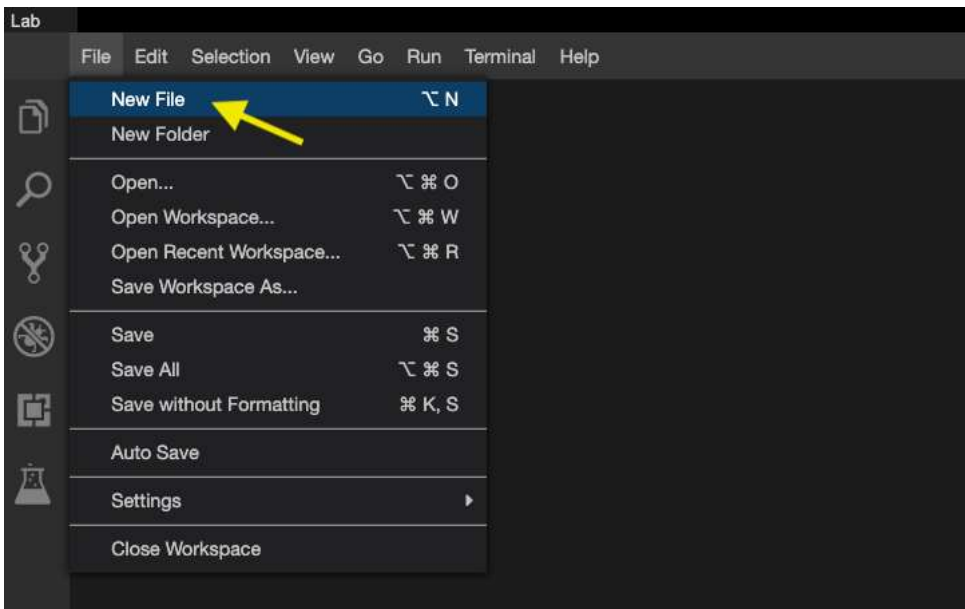 Lab
File Edit Selection View Go Run Terminal Help
New File ⌥ N
New Folder
Open... ⌥ ⌘ O
Open Workspace... ⌥ ⌘ W
Open Recent Workspace... ⌥ ⌘ R
Save Workspace As...
Save ⌘ S
Save All ⌥ ⌘ S
Save without Formatting ⌘ K, S
Auto Save
Settings
Close Workspace